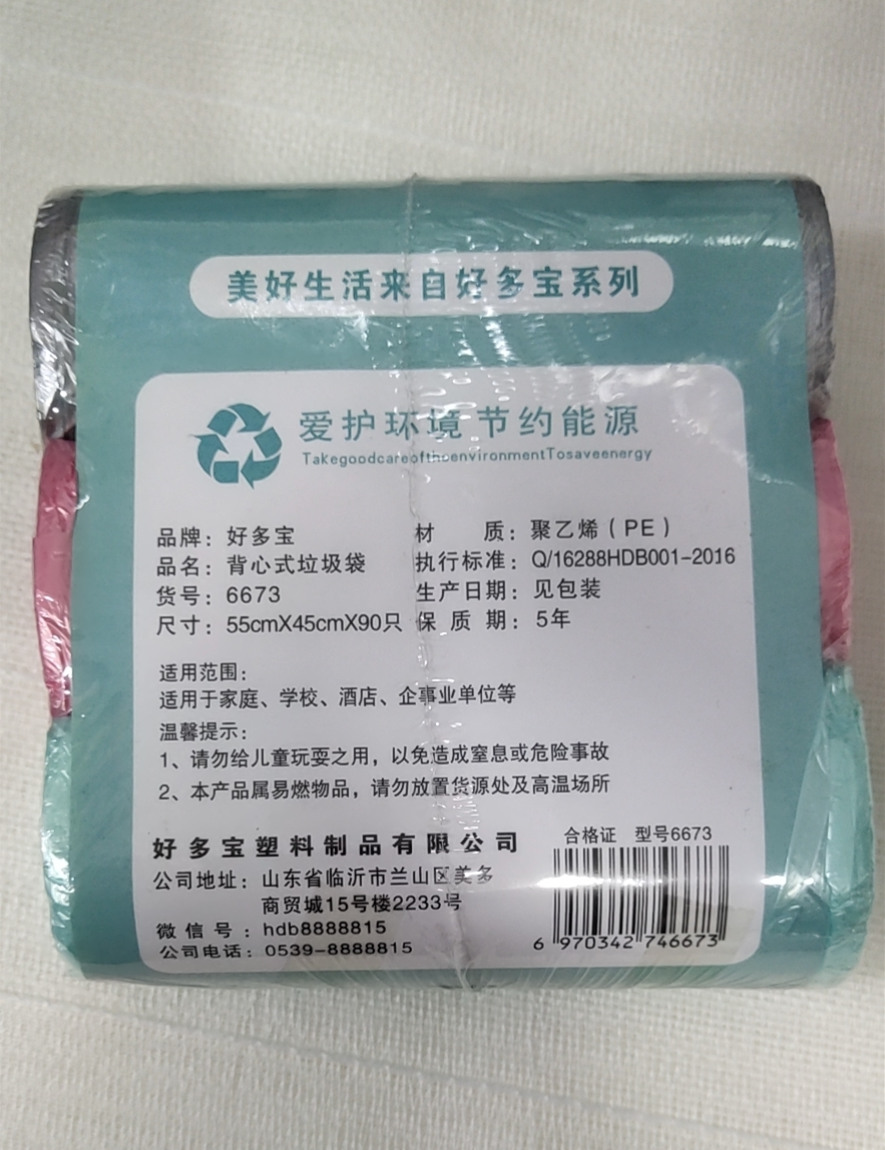 美好生活来自好多宝系列
爱护环境 节约能源
TakegoodcareoftheenvironmentTosaveenergy
品牌：好多宝 材 质：聚乙烯（PE）
品名：背心式垃圾袋 执行标准：Q/16288HDB001-2016
货号：6673 生产日期：见包装
尺寸：55cmX45cmX90只 保 质 期：5年
适用范围：
适用于家庭、学校、酒店、企事业单位等
温馨提示：
1、请勿给儿童玩耍之用，以免造成窒息或危险事故
2、本产品属易燃物品，请勿放置货源处及高温场所
好多宝塑料制品有限公司
合格证 型号6673
公司地址：山东省临沂市兰山区美多
商贸城15号楼2233号
微 信 号：hdb8888815
公司电话：0539-8888815
6 970342 746673